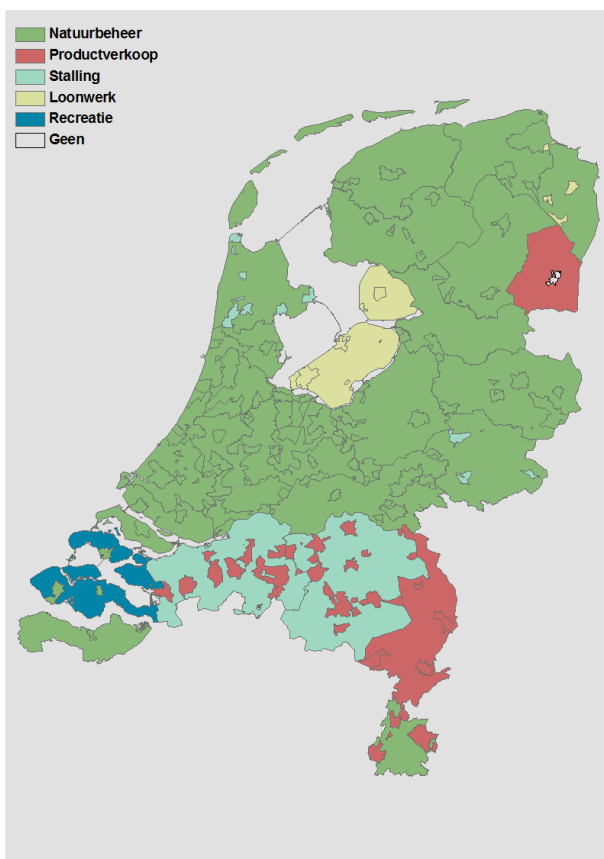 Natuurbeheer
Productverkoop
Stalling
Loonwerk
Recreatie
Geen